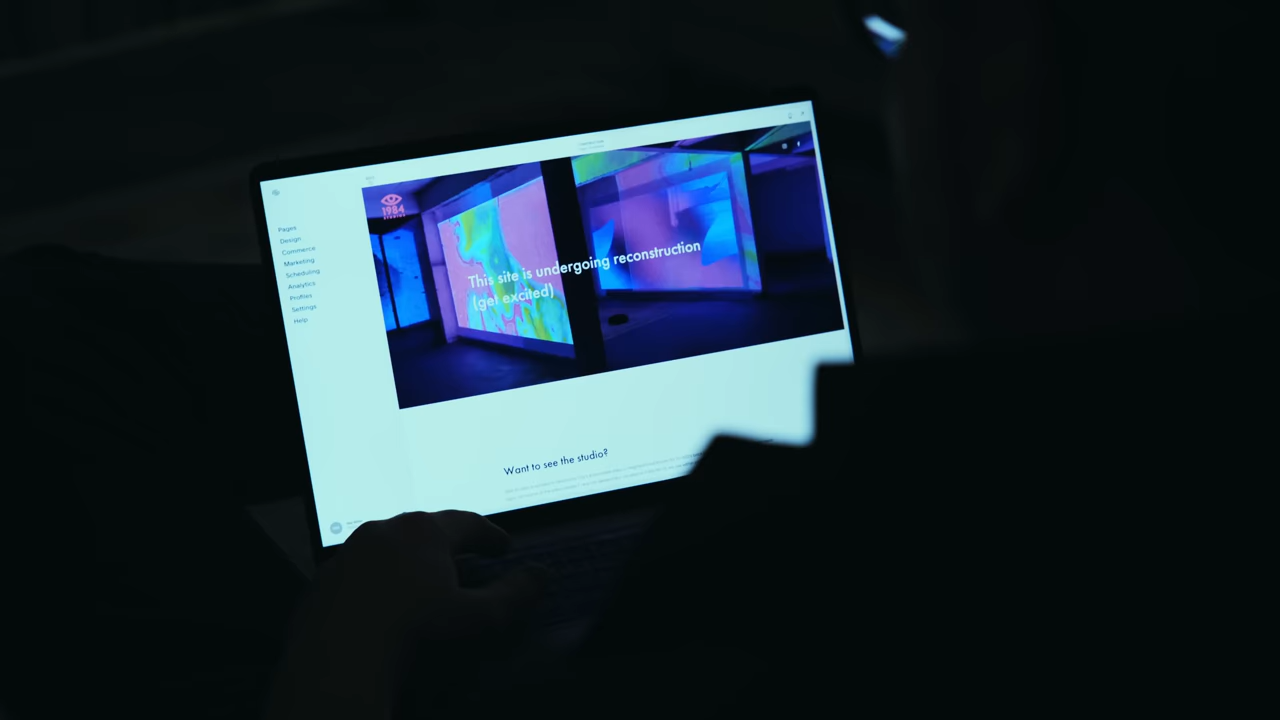 Pages
Design
Commerce
Marketing
Scheduling
Analytics
Profiles
Settings
Help
1984
STUDIOS
This site is undergoing reconstruction
(get excited)
Want to see the studio?